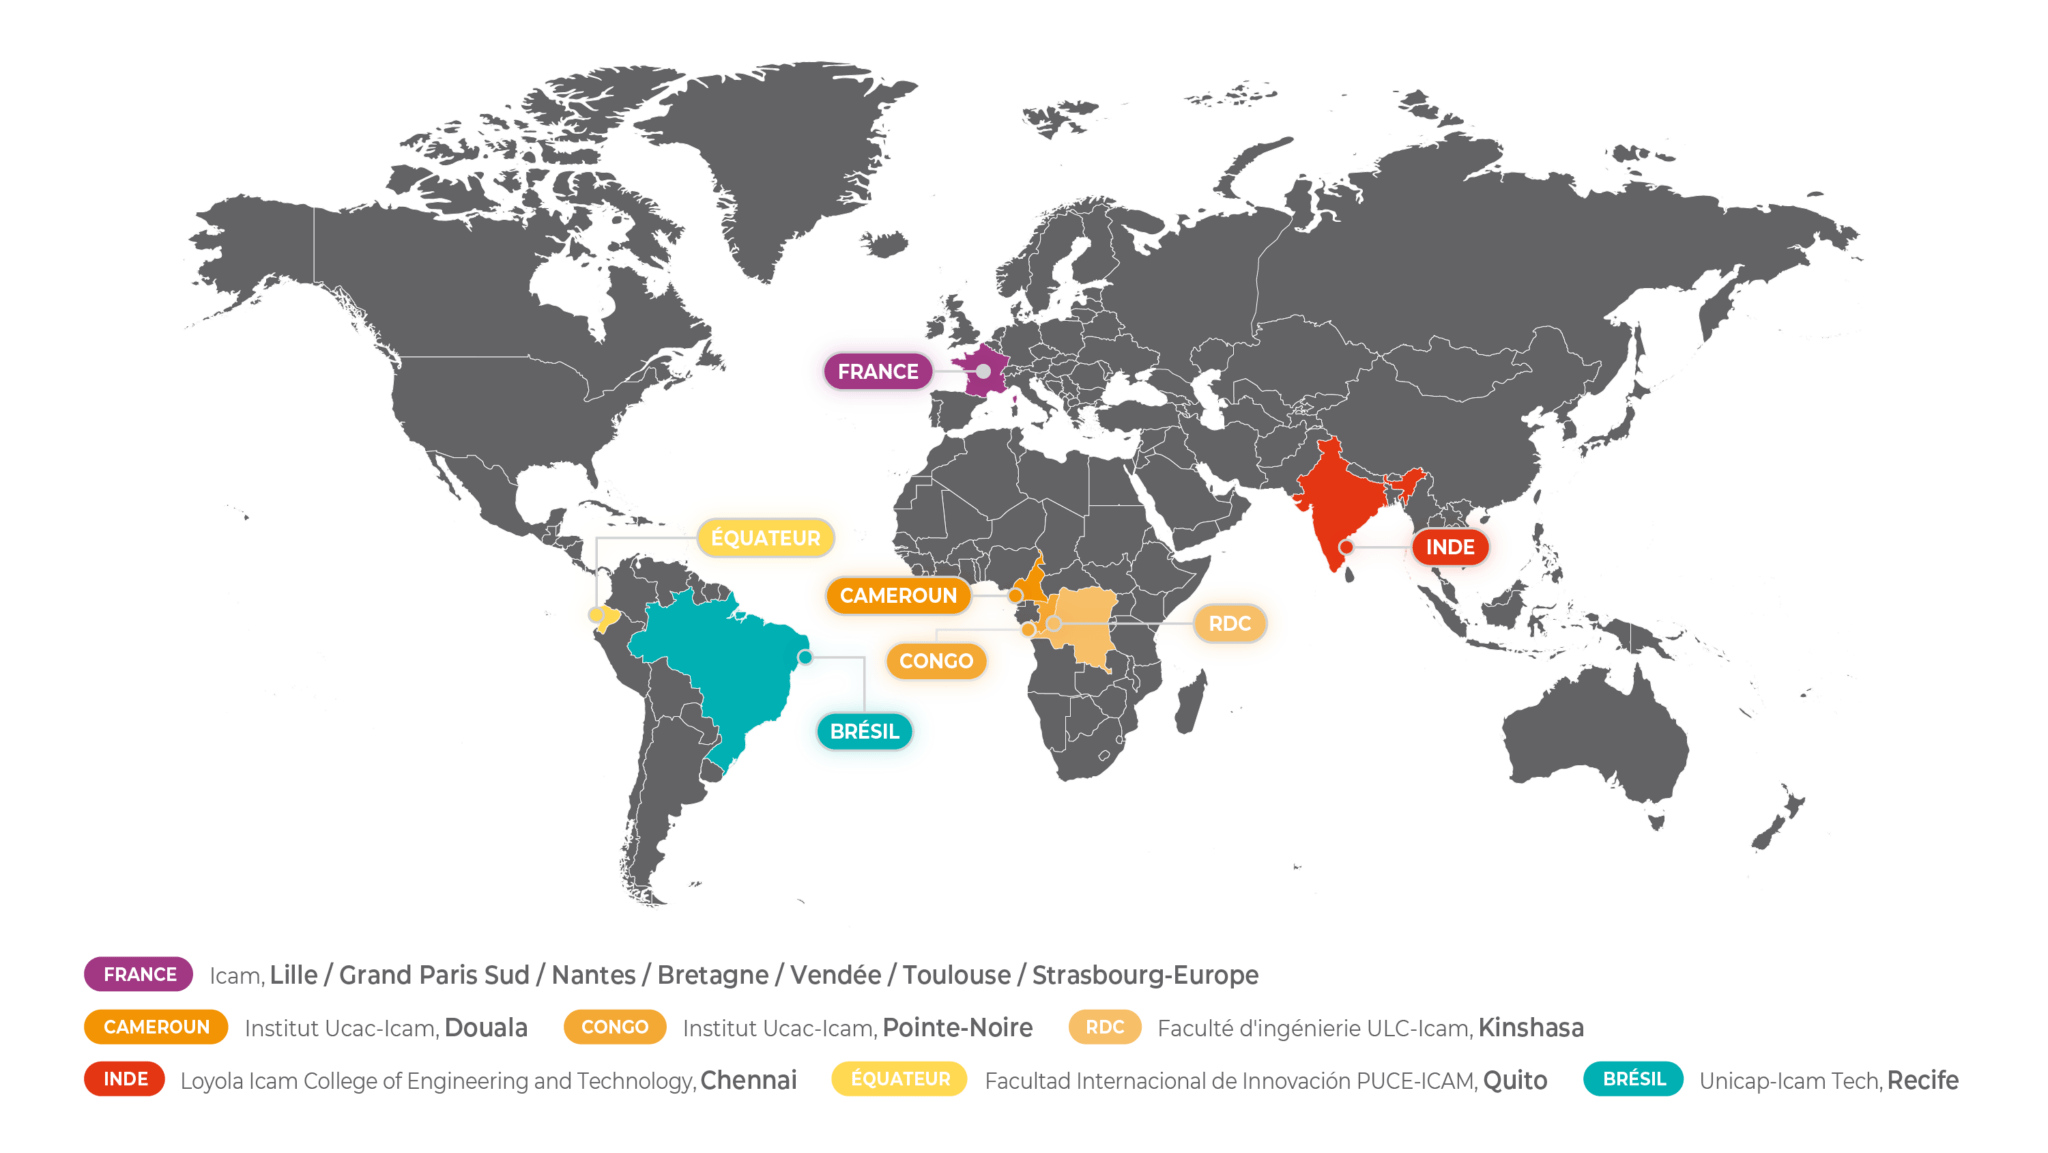 FRANCE
ÉQUATEUR
INDE
CAMEROUN
RDC
CONGO
BRÉSIL
FRANCE Icam, Lille / Grand Paris Sud / Nantes / Bretagne / Vendée / Toulouse / Strasbourg-Europe
CAMEROUN Institut Ucac-Icam, Douala CONGO Institut Ucac-Icam, Pointe-Noire RDC Faculté d'ingénierie ULC-Icam, Kinshasa
INDE Loyola Icam College of Engineering and Technology, Chennai ÉQUATEUR Facultad Internacional de Innovación PUCE-ICAM, Quito BRÉSIL Unicap-Icam Tech, Recife